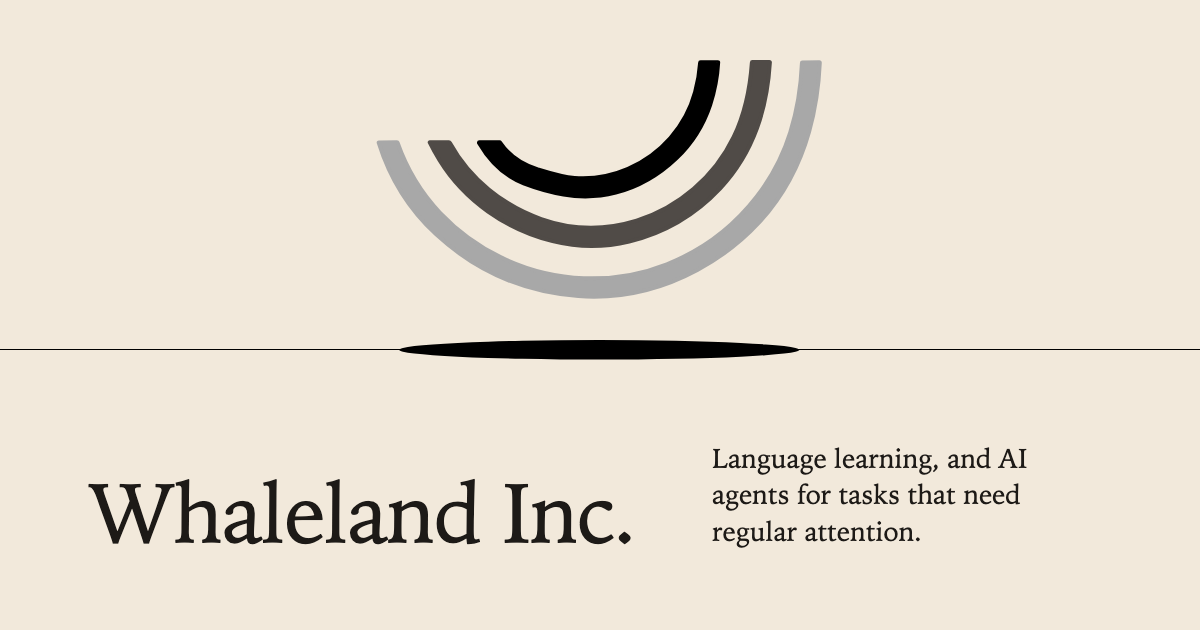 Whaleland Inc.
Language learning, and AI
agents for tasks that need
regular attention.